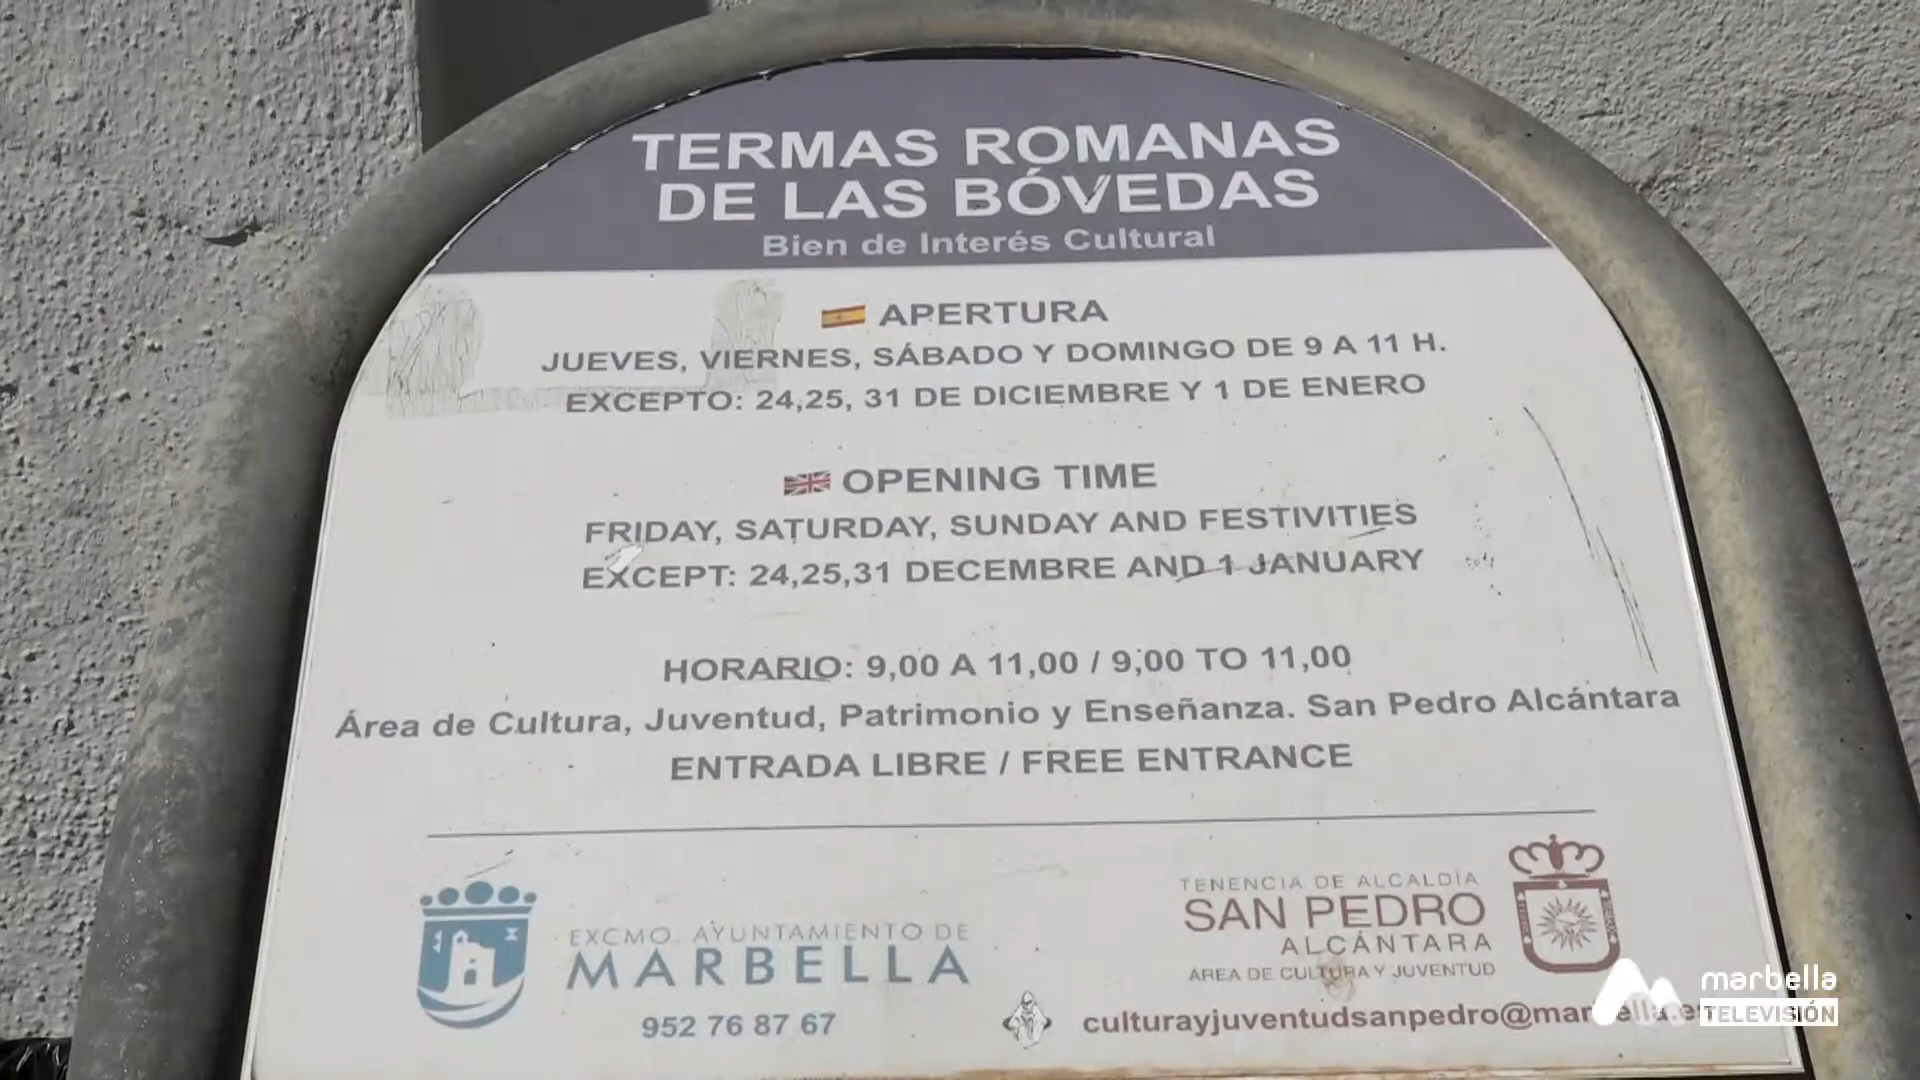 TERMAS ROMANAS
DE LAS BÓVEDAS
Bien de Interés Cultural
APERTURA
JUEVES, VIERNES, SÁBADO Y DOMINGO DE 9 A 11 H.
EXCEPTO: 24,25, 31 DE DICIEMBRE Y 1 DE ENERO
OPENING TIME
FRIDAY, SATURDAY, SUNDAY AND FESTIVITIES
EXCEPT: 24,25,31 DECEMBRE AND 1 JANUARY
HORARIO: 9,00 A 11,00 / 9,00 TO 11,00
Área de Cultura, Juventud, Patrimonio y Enseñanza. San Pedro Alcántara
ENTRADA LIBRE / FREE ENTRANCE
EXCMO. AYUNTAMIENTO DE
MARBELLA
952 76 87 67
TENENCIA DE ALCALDÍA
SAN PEDRO
ALCÁNTARA
ÁREA DE CULTURA Y JUVENTUD
culturayjuventudsanpedro@marbella.es
marbella
TELEVISIÓN